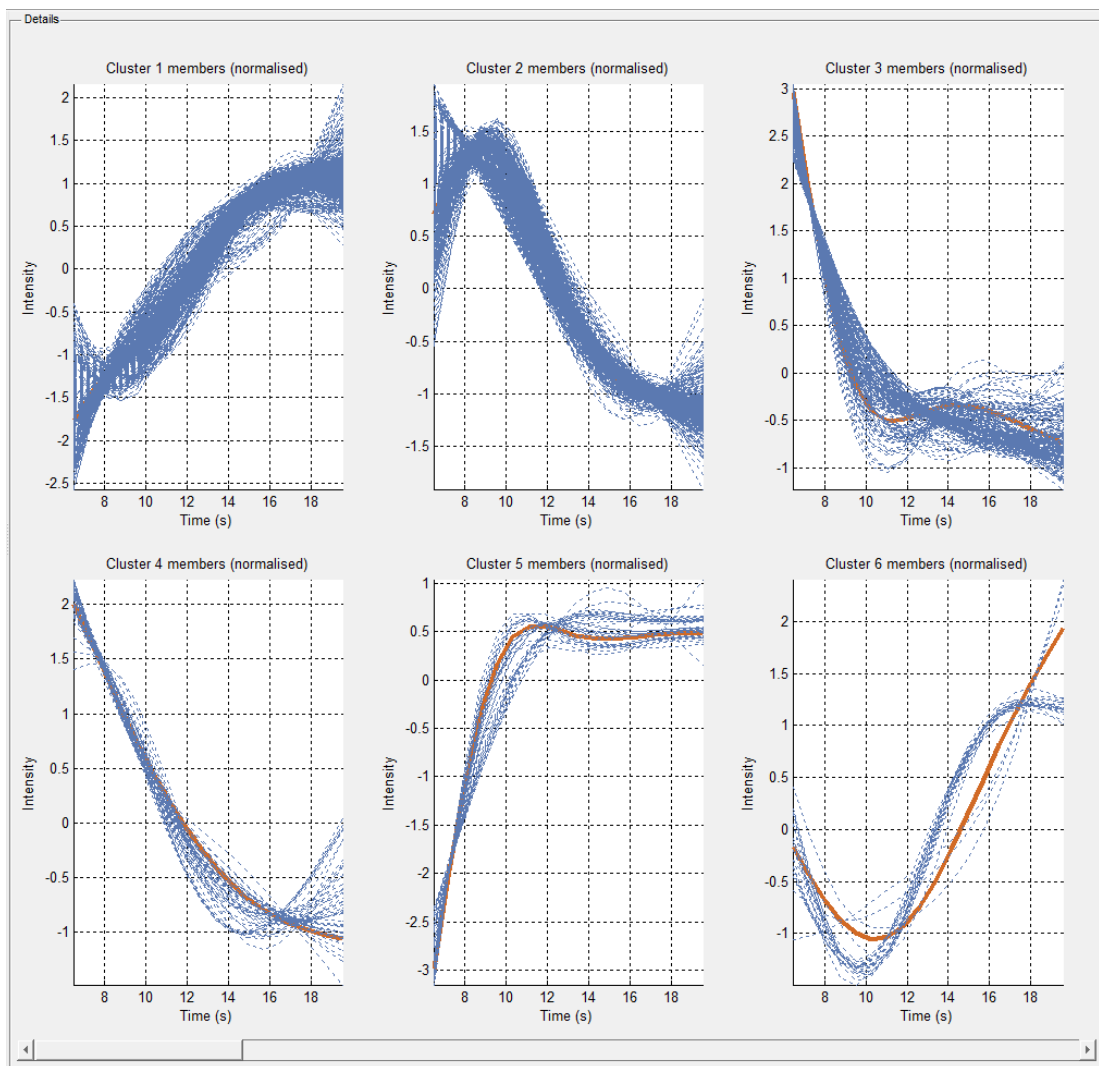 Details
Cluster 1 members (normalised)
Cluster 2 members (normalised)
Cluster 3 members (normalised)
Intensity
2
1.5
1
0.5
0
-0.5
-1
-1.5
-2
-2.5
8 10 12 14 16 18
Time (s)
Intensity
1.5
1
0.5
0
-0.5
-1
-1.5
8 10 12 14 16 18
Time (s)
Intensity
3
2.5
2
1.5
1
0.5
0
-0.5
-1
8 10 12 14 16 18
Time (s)
Cluster 4 members (normalised)
Cluster 5 members (normalised)
Cluster 6 members (normalised)
Intensity
2
1.5
1
0.5
0
-0.5
-1
8 10 12 14 16 18
Time (s)
Intensity
1
0.5
0
-0.5
-1
-1.5
-2
-2.5
-3
8 10 12 14 16 18
Time (s)
Intensity
2
1.5
1
0.5
0
-0.5
-1
8 10 12 14 16 18
Time (s)